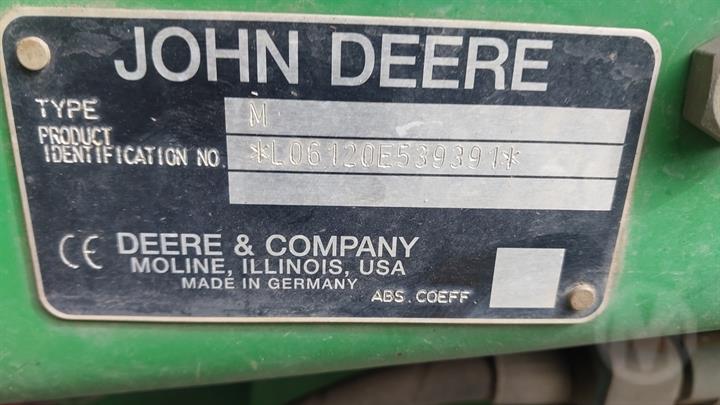 JOHN DEERE
TYPE M
PRODUCT
IDENTIFICATION NO. *L06120E539391*
CE DEERE & COMPANY
MOLINE, ILLINOIS, USA
MADE IN GERMANY
ABS. COEFF.
M